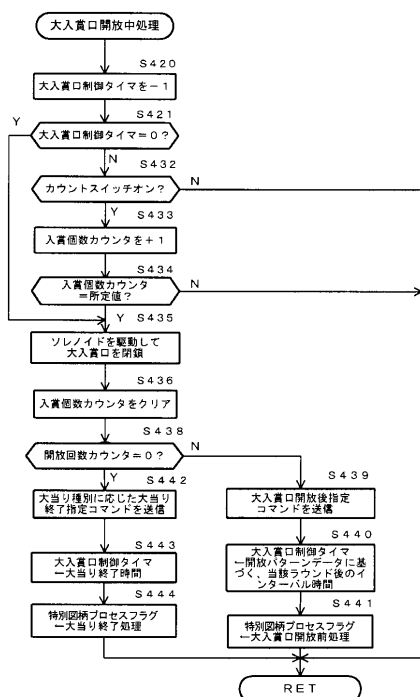 大入賞口開放中処理
S420
大入賞口制御タイマを－1
S421
Y
大入賞口制御タイマ＝0？
N
S432
カウントスイッチオン？
N
Y
S433
入賞個数カウンタを＋1
S434
入賞個数カウンタ
＝所定値？
N
Y
S435
ソレノイドを駆動して
大入賞口を閉鎖
S436
入賞個数カウンタをクリア
S438
開放回数カウンタ＝0？
N
Y
S442
大当り種別に応じた大当り
終了指定コマンドを送信
S443
大入賞口制御タイマ
←大当り終了時間
S444
特別図柄プロセスフラグ
←大当り終了処理
S439
大入賞口開放後指定
コマンドを送信
S440
大入賞口制御タイマ
←開放パターンデータに基
づく、当該ラウンド後のイ
ンターバル時間
S441
特別図柄プロセスフラグ
←大入賞口開放前処理
RET